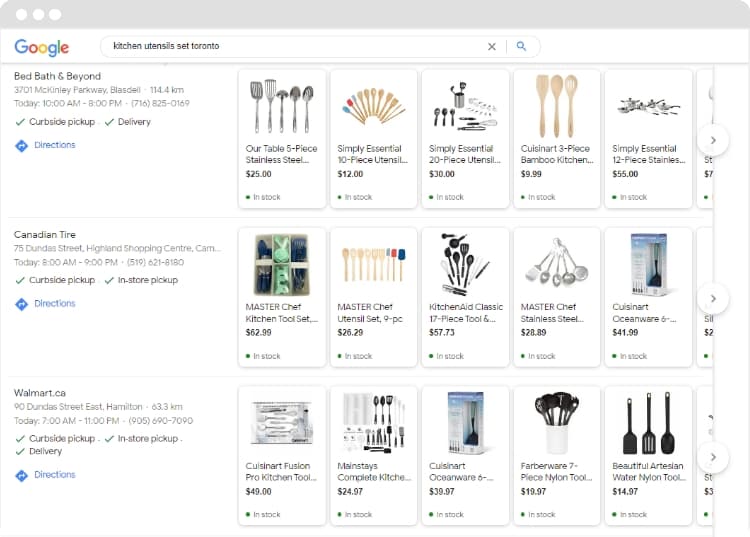 Google
kitchen utensils set toronto
Bed Bath & Beyond
3701 McKinley Parkway, Blasdell · 114.4 km
Today: 10:00 AM - 8:00 PM · (716) 825-0169
Curbside pickup · Delivery
Directions
Our Table 5-Piece
Stainless Steel...
$25.00
In stock
Simply Essential
10-Piece Utensil...
$12.00
In stock
Simply Essential
20-Piece Utensil...
$30.00
In stock
Cuisinart 3-Piece
Bamboo Kitchen...
$9.99
In stock
Simply Essential
12-Piece Stainles...
$55.00
In stock
St
$7
Canadian Tire
75 Dundas Street, Highland Shopping Centre, Cam...
Today: 8:00 AM - 9:00 PM · (519) 621-8180
Curbside pickup · In-store pickup
Directions
MASTER Chef
Kitchen Tool Set,...
$62.99
In stock
MASTER Chef
Utensil Set, 9-pc
$26.29
In stock
KitchenAid Classic
17-Piece Tool &...
$57.73
In stock
MASTER Chef
Stainless Steel...
$28.89
In stock
Cuisinart
Oceanware 6-...
$41.99
In stock
$2
Walmart.ca
90 Dundas Street East, Hamilton · 63.3 km
Today: 7:00 AM - 11:00 PM · (905) 690-7090
Curbside pickup · In-store pickup ·
Delivery
Directions
Cuisinart Fusion
Pro Kitchen Tool...
$49.00
In stock
Mainstays
Complete Kitche...
$24.97
In stock
Cuisinart
Oceanware 6-...
$39.97
In stock
Farberware 7-
Piece Nylon Tool...
$19.97
In stock
Beautiful Artesian
Water Nylon Tool...
$14.97
In stock
$3